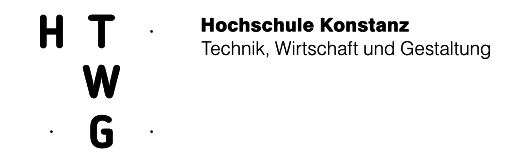 H T
W
G
Hochschule Konstanz
Technik, Wirtschaft und Gestaltung